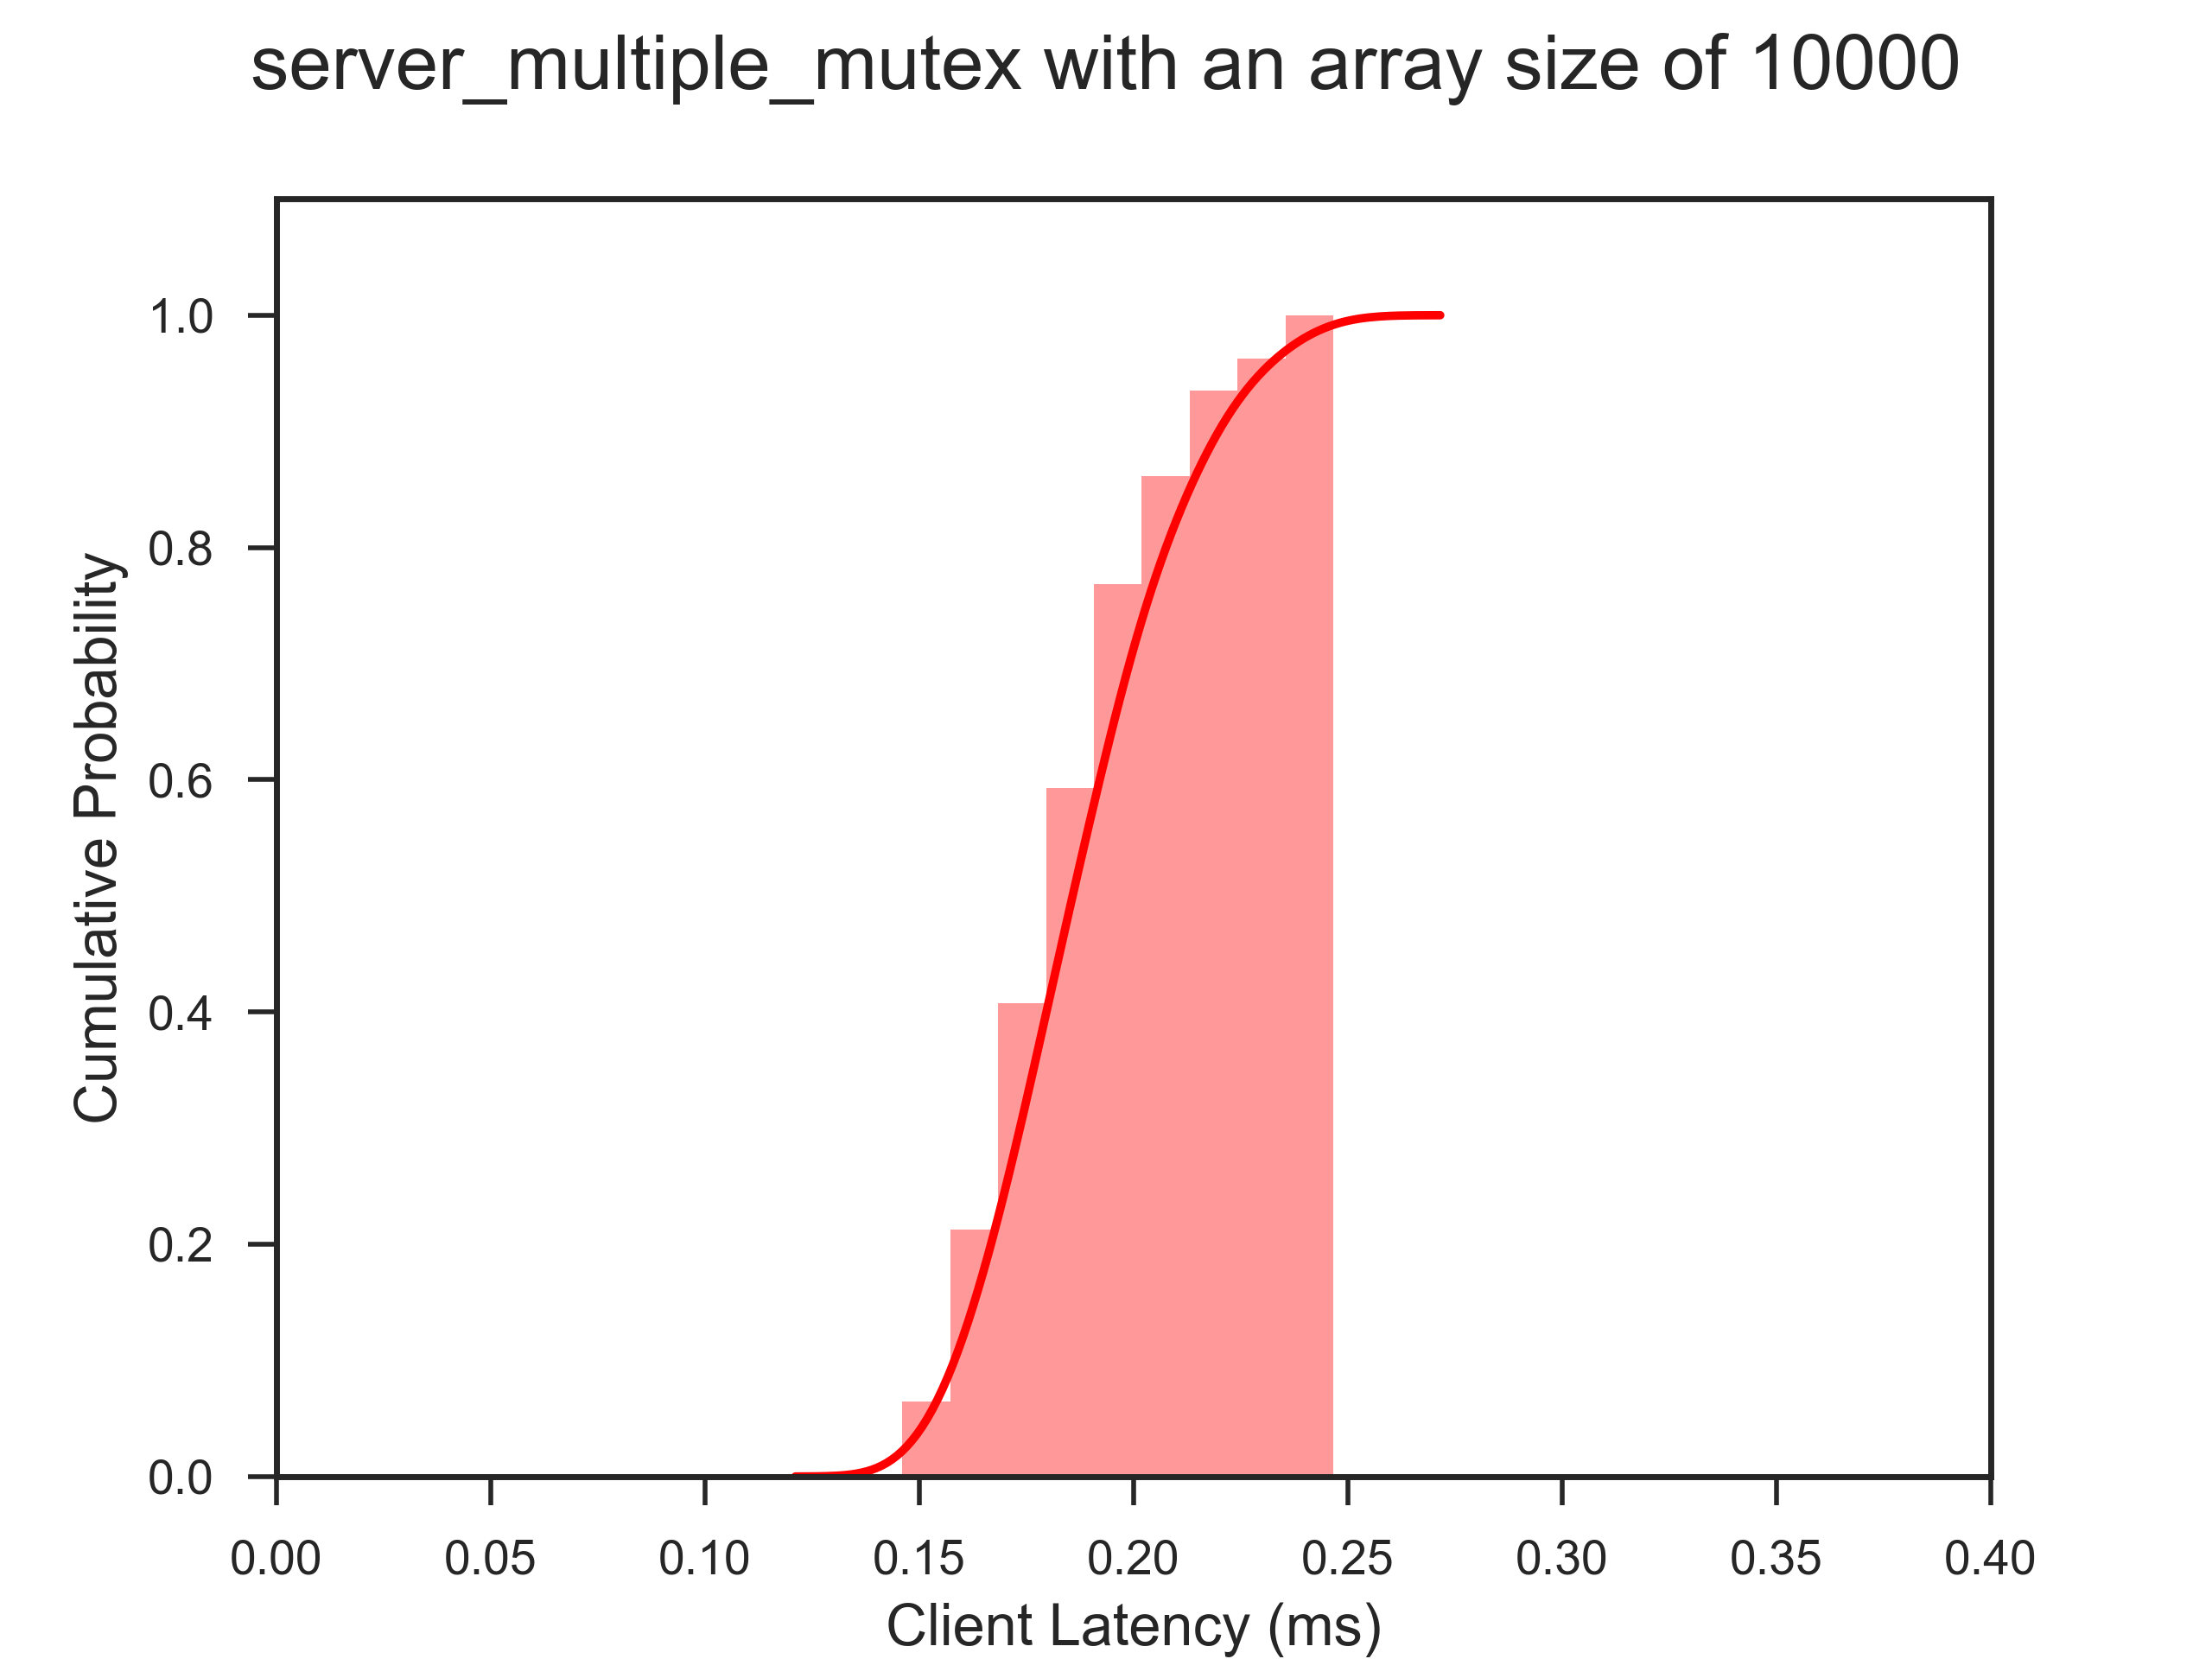 server_multiple_mutex with an array size of 10000
Cumulative Probability
1.0
0.8
0.6
0.4
0.2
0.0
0.00 0.05 0.10 0.15 0.20 0.25 0.30 0.35 0.40
Client Latency (ms)